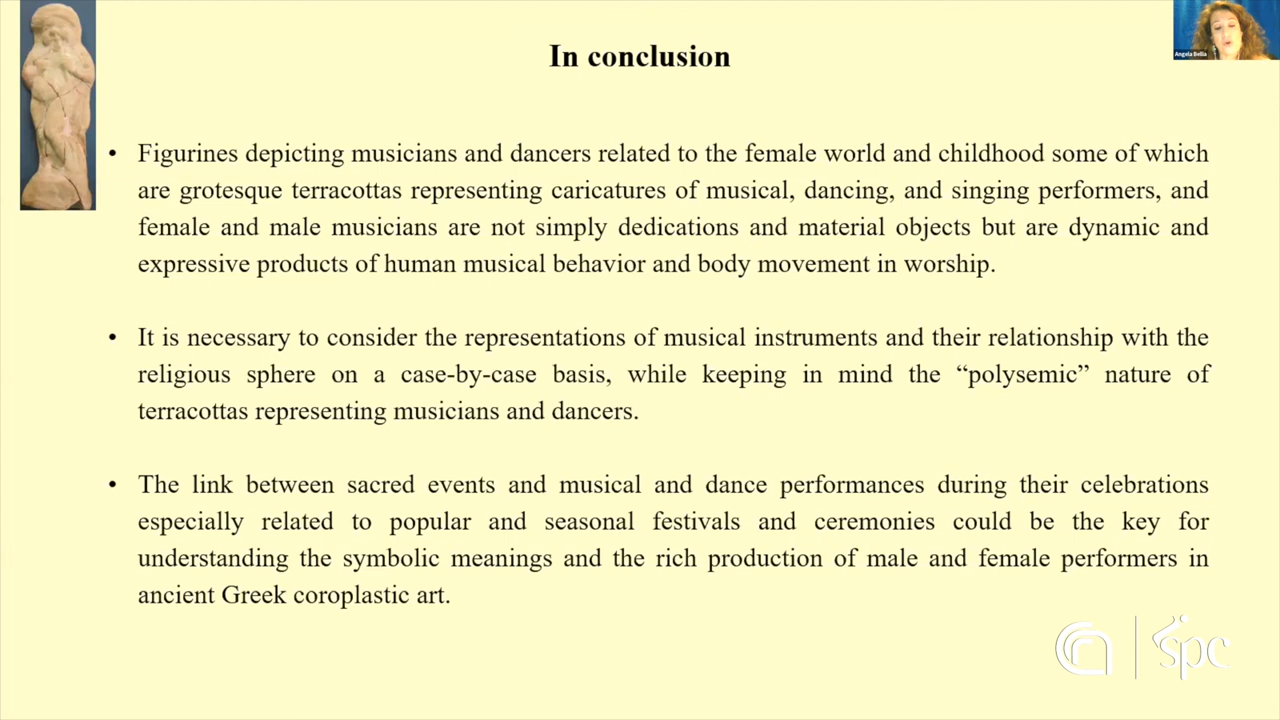 In conclusion
Angela Bellia
• Figurines depicting musicians and dancers related to the female world and childhood some of which
are grotesque terracottas representing caricatures of musical, dancing, and singing performers, and
female and male musicians are not simply dedications and material objects but are dynamic and
expressive products of human musical behavior and body movement in worship.
• It is necessary to consider the representations of musical instruments and their relationship with the
religious sphere on a case-by-case basis, while keeping in mind the “polysemic” nature of
terracottas representing musicians and dancers.
• The link between sacred events and musical and dance performances during their celebrations
especially related to popular and seasonal festivals and ceremonies could be the key for
understanding the symbolic meanings and the rich production of male and female performers in
ancient Greek coroplastic art.
ispc